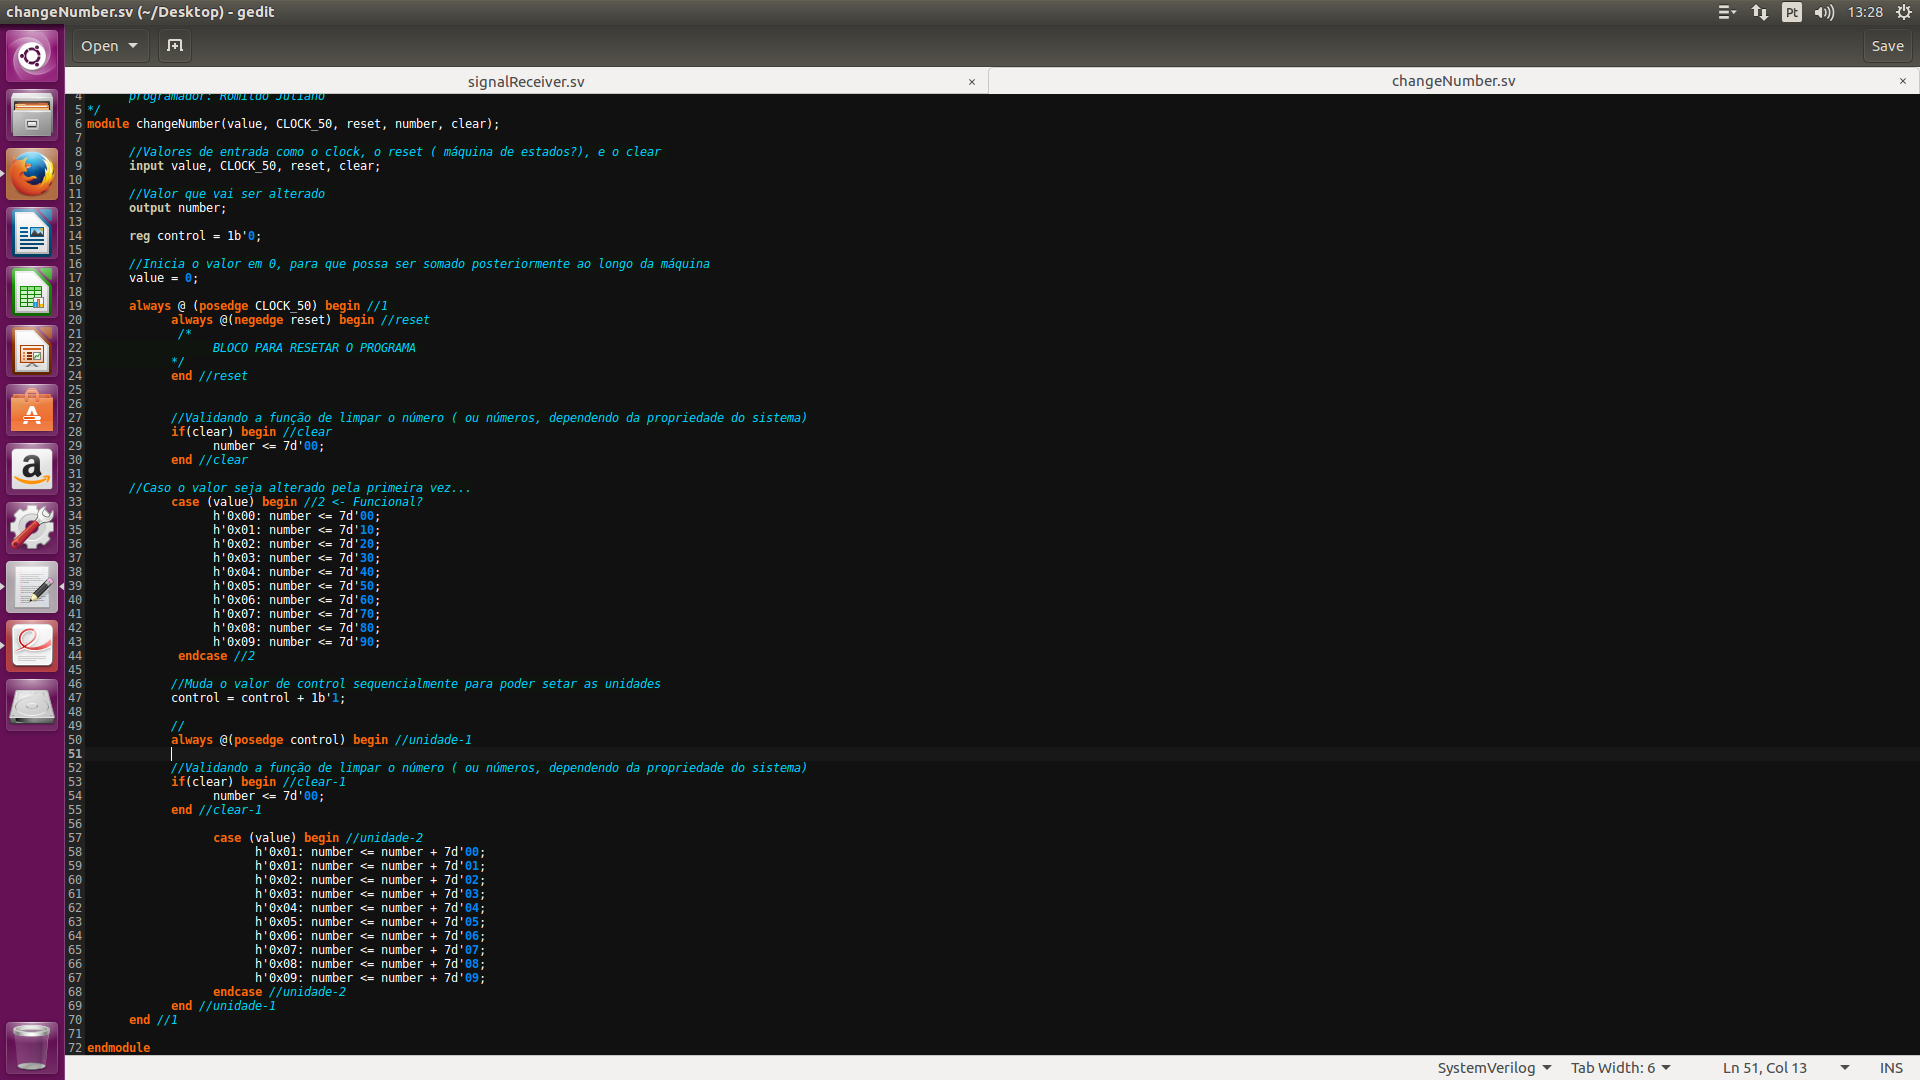 changeNumber.sv (~/Desktop) - gedit
Pt
13:28
Open
Save
signalReceiver.sv ×
changeNumber.sv ×
4 programador: Romildo Juliano
5 */
6 module changeNumber(value, CLOCK_50, reset, number, clear);
7
8 //Valores de entrada como o clock, o reset ( máquina de estados?), e o clear
9 input value, CLOCK_50, reset, clear;
10
11 //Valor que vai ser alterado
12 output number;
13
14 reg control = 1b'0;
15
16 //Inicia o valor em 0, para que possa ser somado posteriormente ao longo da máquina
17 value = 0;
18
19 always @ (posedge CLOCK_50) begin //1
20 always @(negedge reset) begin //reset
21 /*
22 BLOCO PARA RESETAR O PROGRAMA
23 */
24 end //reset
25
26
27 //Validando a função de limpar o número ( ou números, dependendo da propriedade do sistema)
28 if(clear) begin //clear
29 number <= 7d'00;
30 end //clear
31
32 //Caso o valor seja alterado pela primeira vez...
33 case (value) begin //2 <- Funcional?
34 h'0x00: number <= 7d'00;
35 h'0x01: number <= 7d'10;
36 h'0x02: number <= 7d'20;
37 h'0x03: number <= 7d'30;
38 h'0x04: number <= 7d'40;
39 h'0x05: number <= 7d'50;
40 h'0x06: number <= 7d'60;
41 h'0x07: number <= 7d'70;
42 h'0x08: number <= 7d'80;
43 h'0x09: number <= 7d'90;
44 endcase //2
45
46 //Muda o valor de control sequencialmente para poder setar as unidades
47 control = control + 1b'1;
48
49 //
50 always @(posedge control) begin //unidade-1
51
52 //Validando a função de limpar o número ( ou números, dependendo da propriedade do sistema)
53 if(clear) begin //clear-1
54 number <= 7d'00;
55 end //clear-1
56
57 case (value) begin //unidade-2
58 h'0x01: number <= number + 7d'00;
59 h'0x01: number <= number + 7d'01;
60 h'0x02: number <= number + 7d'02;
61 h'0x03: number <= number + 7d'03;
62 h'0x04: number <= number + 7d'04;
63 h'0x05: number <= number + 7d'05;
64 h'0x06: number <= number + 7d'06;
65 h'0x07: number <= number + 7d'07;
66 h'0x08: number <= number + 7d'08;
67 h'0x09: number <= number + 7d'09;
68 endcase //unidade-2
69 end //unidade-1
70 end //1
71
72 endmodule
SystemVerilog
Tab Width: 6
Ln 51, Col 13
INS